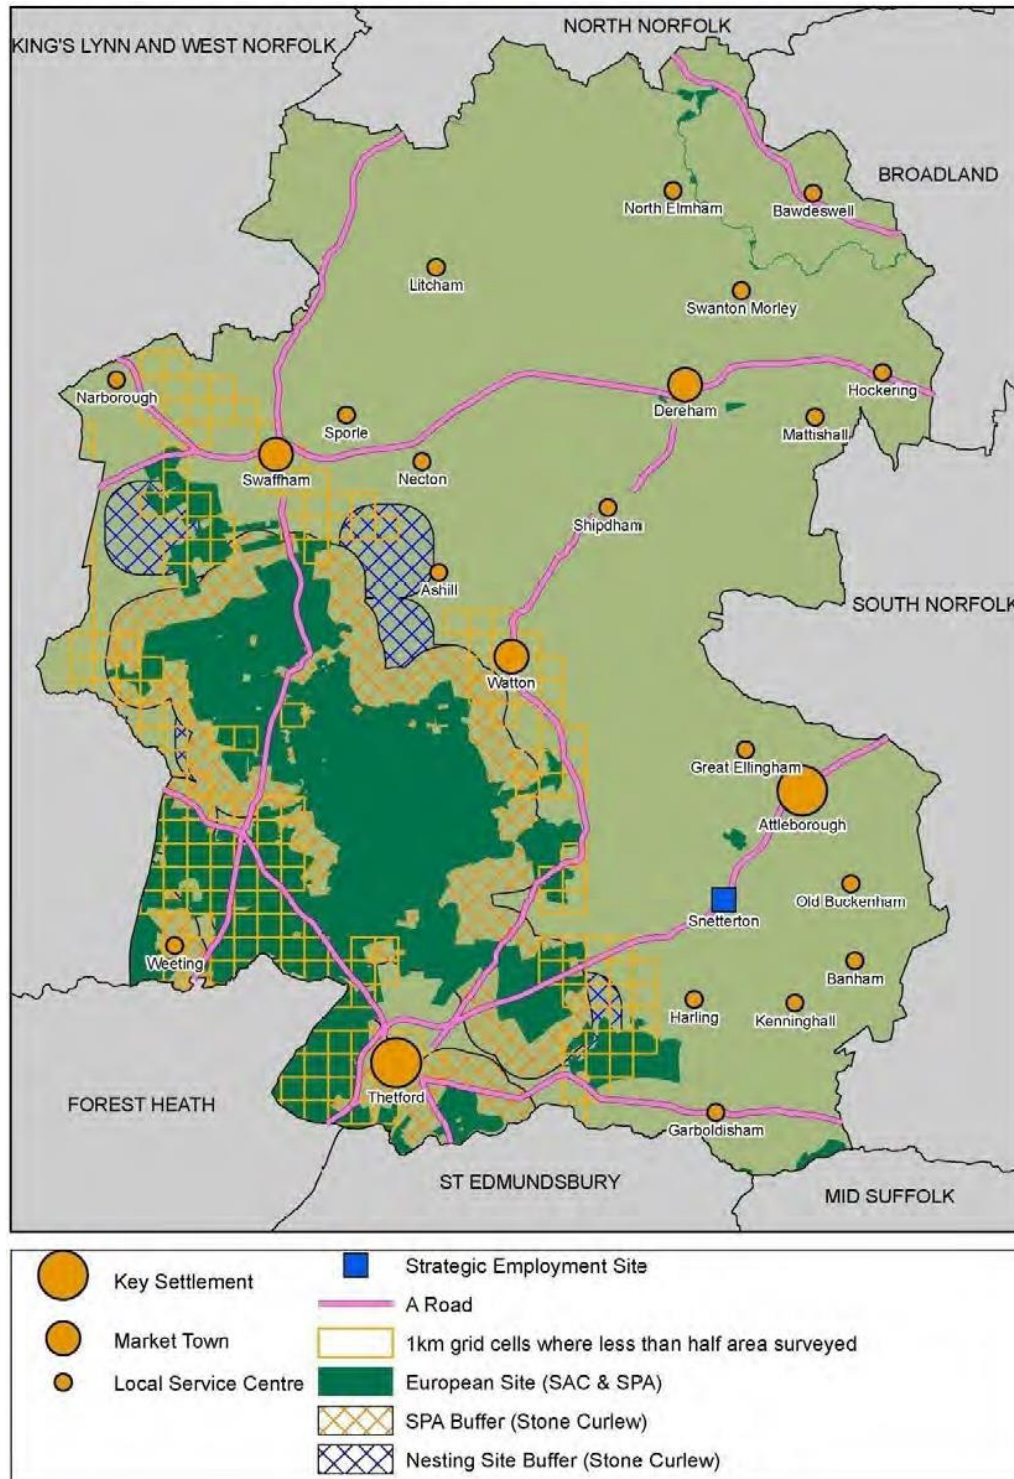 NORTH NORFOLK
KING'S LYNN AND WEST NORFOLK
BROADLAND
North Elmham
Bawdeswell
Litcham
Swanton Morley
Narborough
Dereham
Hockering
Sporle
Mattishall
Swaffham
Necton
Shipdham
Ashill
SOUTH NORFOLK
Watton
Great Ellingham
Attleborough
Old Buckenham
Snetterton
Weeting
Banham
Harling
Kenninghall
Thetford
FOREST HEATH
Garboldisham
ST EDMUNDSBURY
MID SUFFOLK
Key Settlement
Market Town
Local Service Centre
Strategic Employment Site
A Road
1km grid cells where less than half area surveyed
European Site (SAC & SPA)
SPA Buffer (Stone Curlew)
Nesting Site Buffer (Stone Curlew)